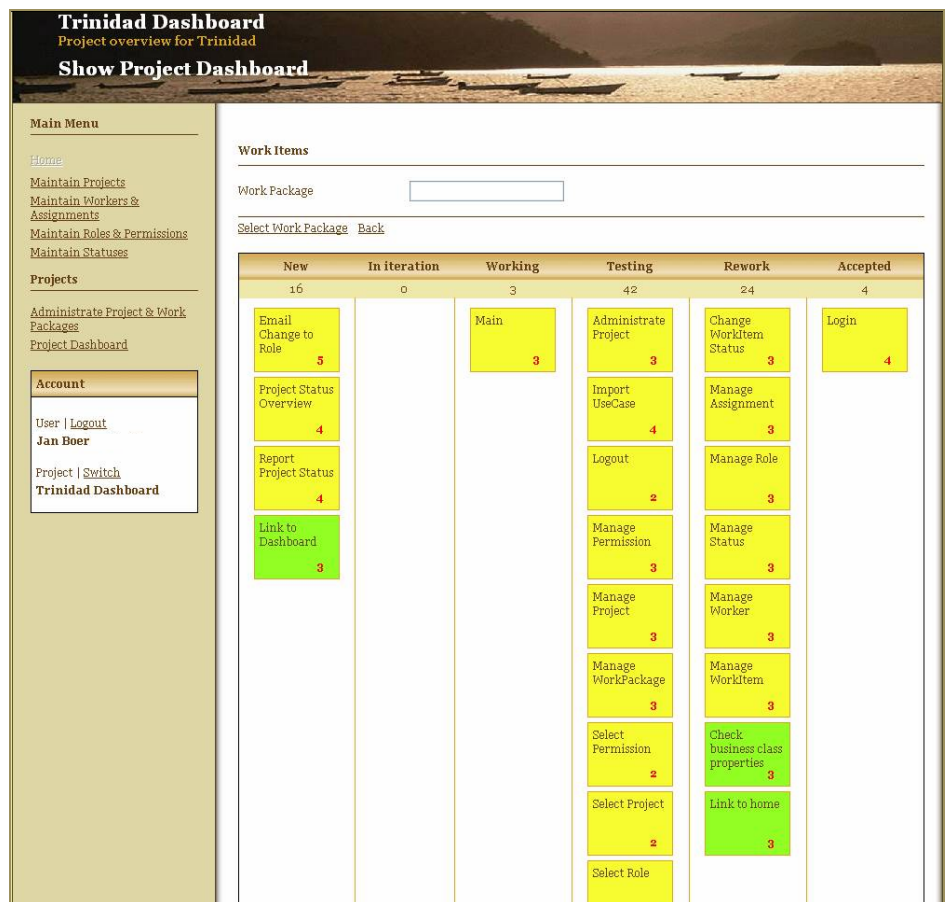 Trinidad Dashboard
Project overview for Trinidad
Show Project Dashboard
Main Menu
Home
Maintain Projects
Maintain Workers &
Assignments
Maintain Roles & Permissions
Maintain Statuses
Projects
Administrate Project & Work
Packages
Project Dashboard
Account
User | Logout
Jan Boer
Project | Switch
Trinidad Dashboard
Work Items
Work Package
Select Work Package Back
New In iteration Working Testing Rework Accepted
16 0 3 42 24 4
Email
Change to
Role
5
Project Status
Overview
4
Report
Project Status
4
Link to
Dashboard
3
Main
3
Administrate
Project
3
Import
UseCase
4
Logout
2
Manage
Permission
3
Manage
Project
3
Manage
WorkPackage
3
Select
Permission
2
Select Project
2
Select Role
Change
WorkItem
Status
3
Manage
Assignment
3
Manage Role
3
Manage
Status
3
Manage
Worker
3
Manage
WorkItem
3
Check
business class
properties
3
Link to home
3
Login
4